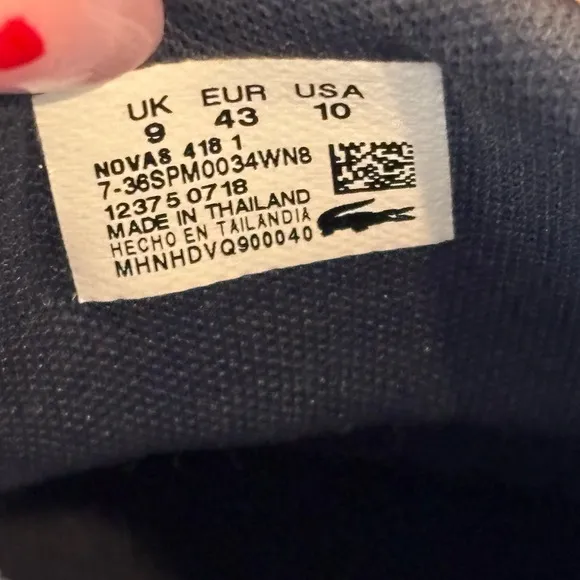 UK EUR USA
9 43 10
NOVAS 418 1
7-36SPM0034WN8
12375 0718
MADE IN THAILAND
HECHO EN TAILANDIA
MHNHDVQ900040